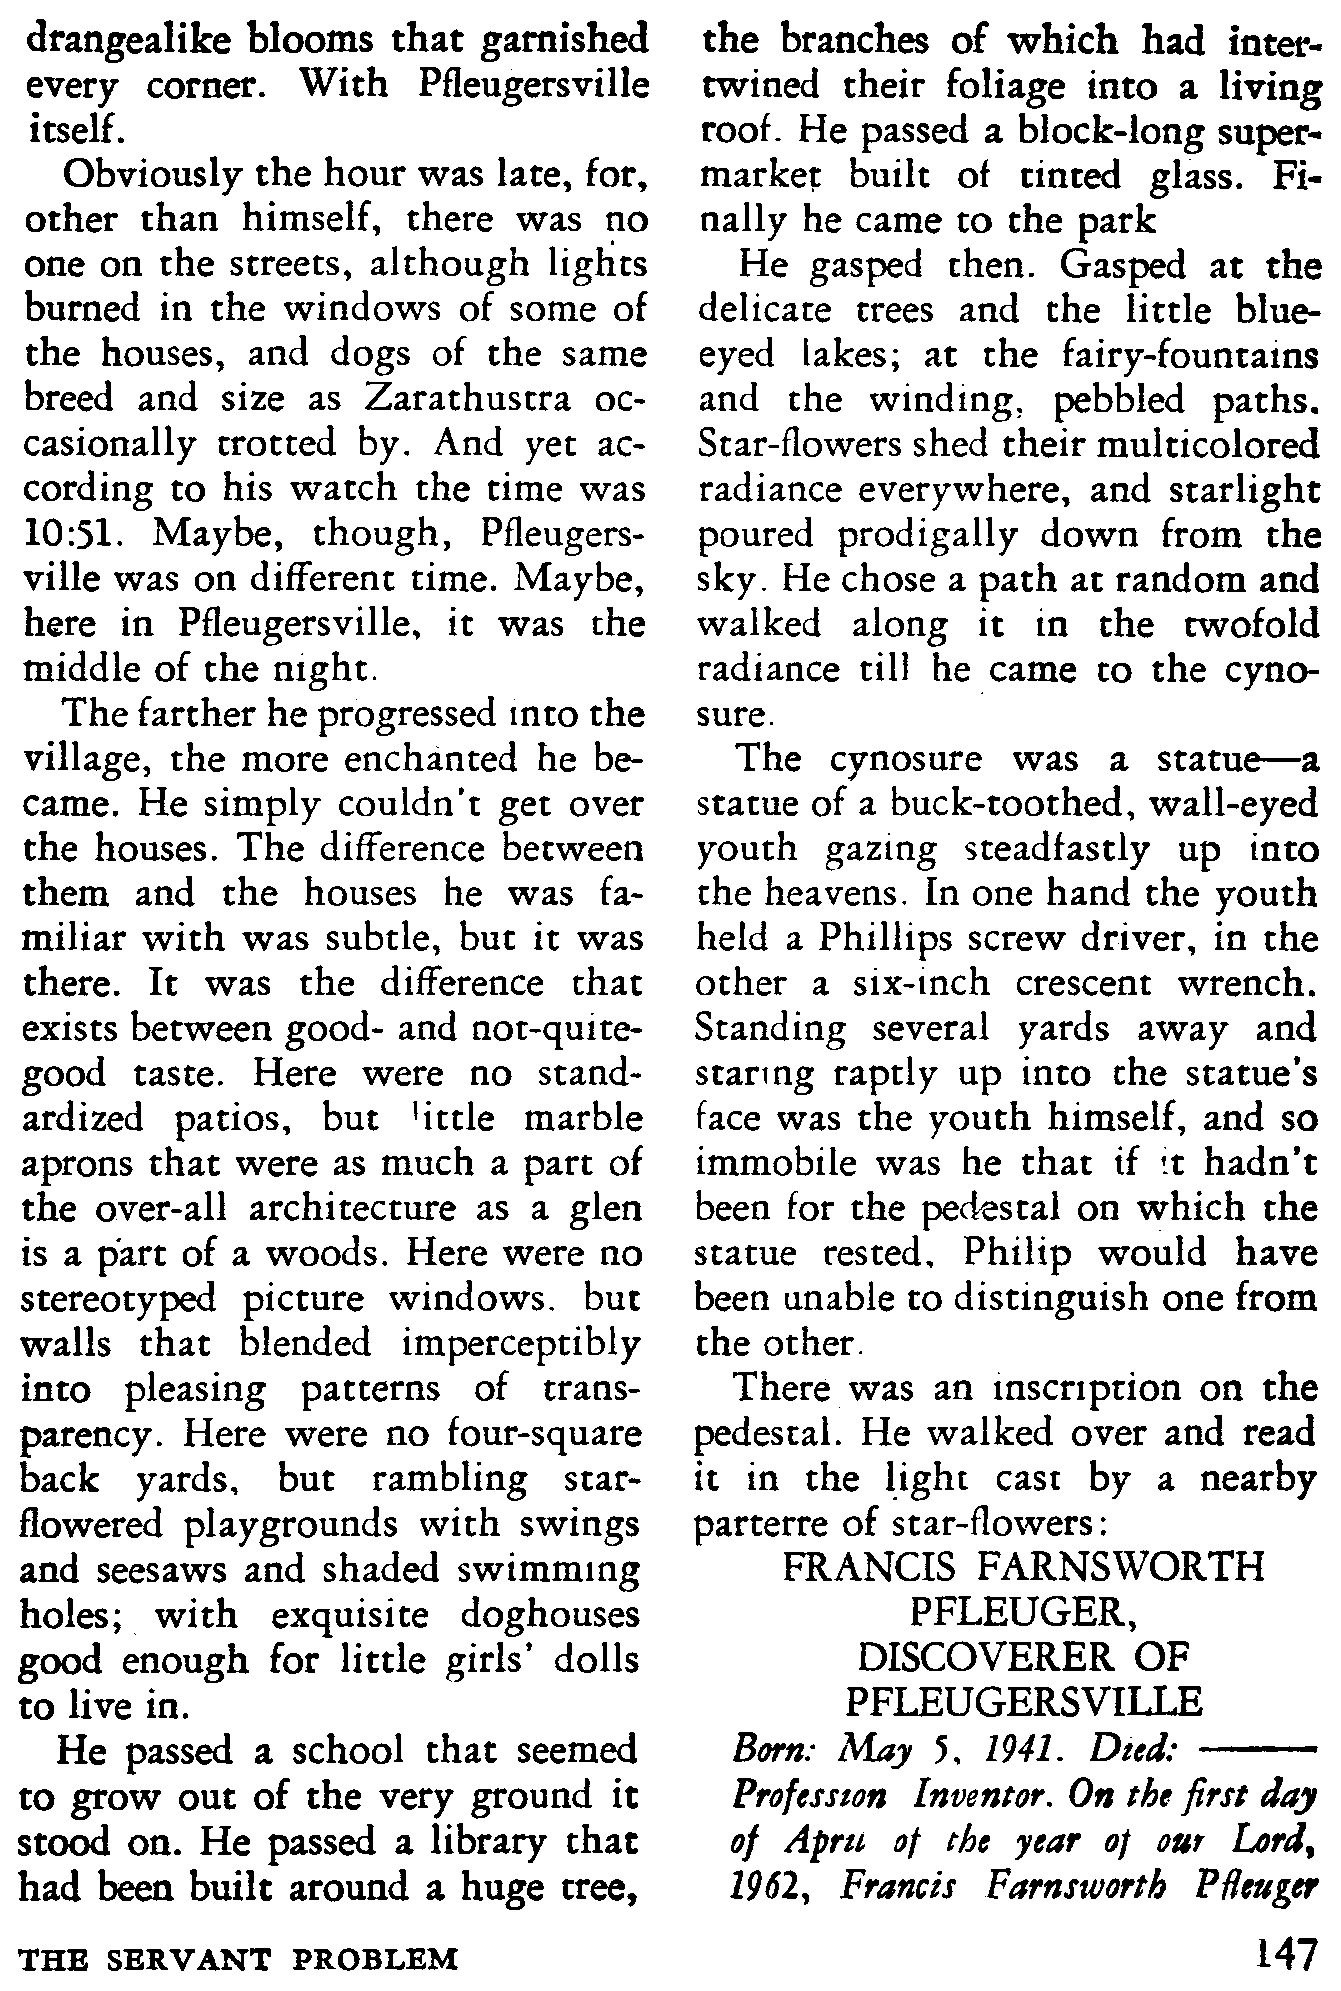 drangealike blooms that garnished
every corner. With Pfleugersville
itself.
Obviously the hour was late, for,
other than himself, there was no
one on the streets, although lights
burned in the windows of some of
the houses, and dogs of the same
breed and size as Zarathustra oc-
casionally trotted by. And yet ac-
cording to his watch the time was
10:51. Maybe, though, Pfleugers-
ville was on different time. Maybe,
here in Pfleugersville, it was the
middle of the night.
The farther he progressed into the
village, the more enchanted he be-
came. He simply couldn't get over
the houses. The difference between
them and the houses he was fa-
miliar with was subtle, but it was
there. It was the difference that
exists between good- and not-quite-
good taste. Here were no stand-
ardized patios, but little marble
aprons that were as much a part of
the over-all architecture as a glen
is a part of a woods. Here were no
stereotyped picture windows. but
walls that blended imperceptibly
into pleasing patterns of trans-
parency. Here were no four-square
back yards, but rambling star-
flowered playgrounds with swings
and seesaws and shaded swimming
holes; with exquisite doghouses
good enough for little girls' dolls
to live in.
He passed a school that seemed
to grow out of the very ground it
stood on. He passed a library that
had been built around a huge tree,
the branches of which had inter-
twined their foliage into a living
roof. He passed a block-long super-
market built of tinted glass. Fi-
nally he came to the park
He gasped then. Gasped at the
delicate trees and the little blue-
eyed lakes; at the fairy-fountains
and the winding, pebbled paths.
Star-flowers shed their multicolored
radiance everywhere, and starlight
poured prodigally down from the
sky. He chose a path at random and
walked along it in the twofold
radiance till he came to the cyno-
sure.
The cynosure was a statue—a
statue of a buck-toothed, wall-eyed
youth gazing steadfastly up into
the heavens. In one hand the youth
held a Phillips screw driver, in the
other a six-inch crescent wrench.
Standing several yards away and
staring raptly up into the statue's
face was the youth himself, and so
immobile was he that if it hadn't
been for the pedestal on which the
statue rested, Philip would have
been unable to distinguish one from
the other.
There was an inscription on the
pedestal. He walked over and read
it in the light cast by a nearby
parterre of star-flowers:
FRANCIS FARNSWORTH
PFLEUGER,
DISCOVERER OF
PFLEUGERSVILLE
Born: May 5, 1941. Died: ———
Profession Inventor. On the first day
of April of the year of our Lord,
1962, Francis Farnsworth Pfleuger
THE SERVANT PROBLEM
147